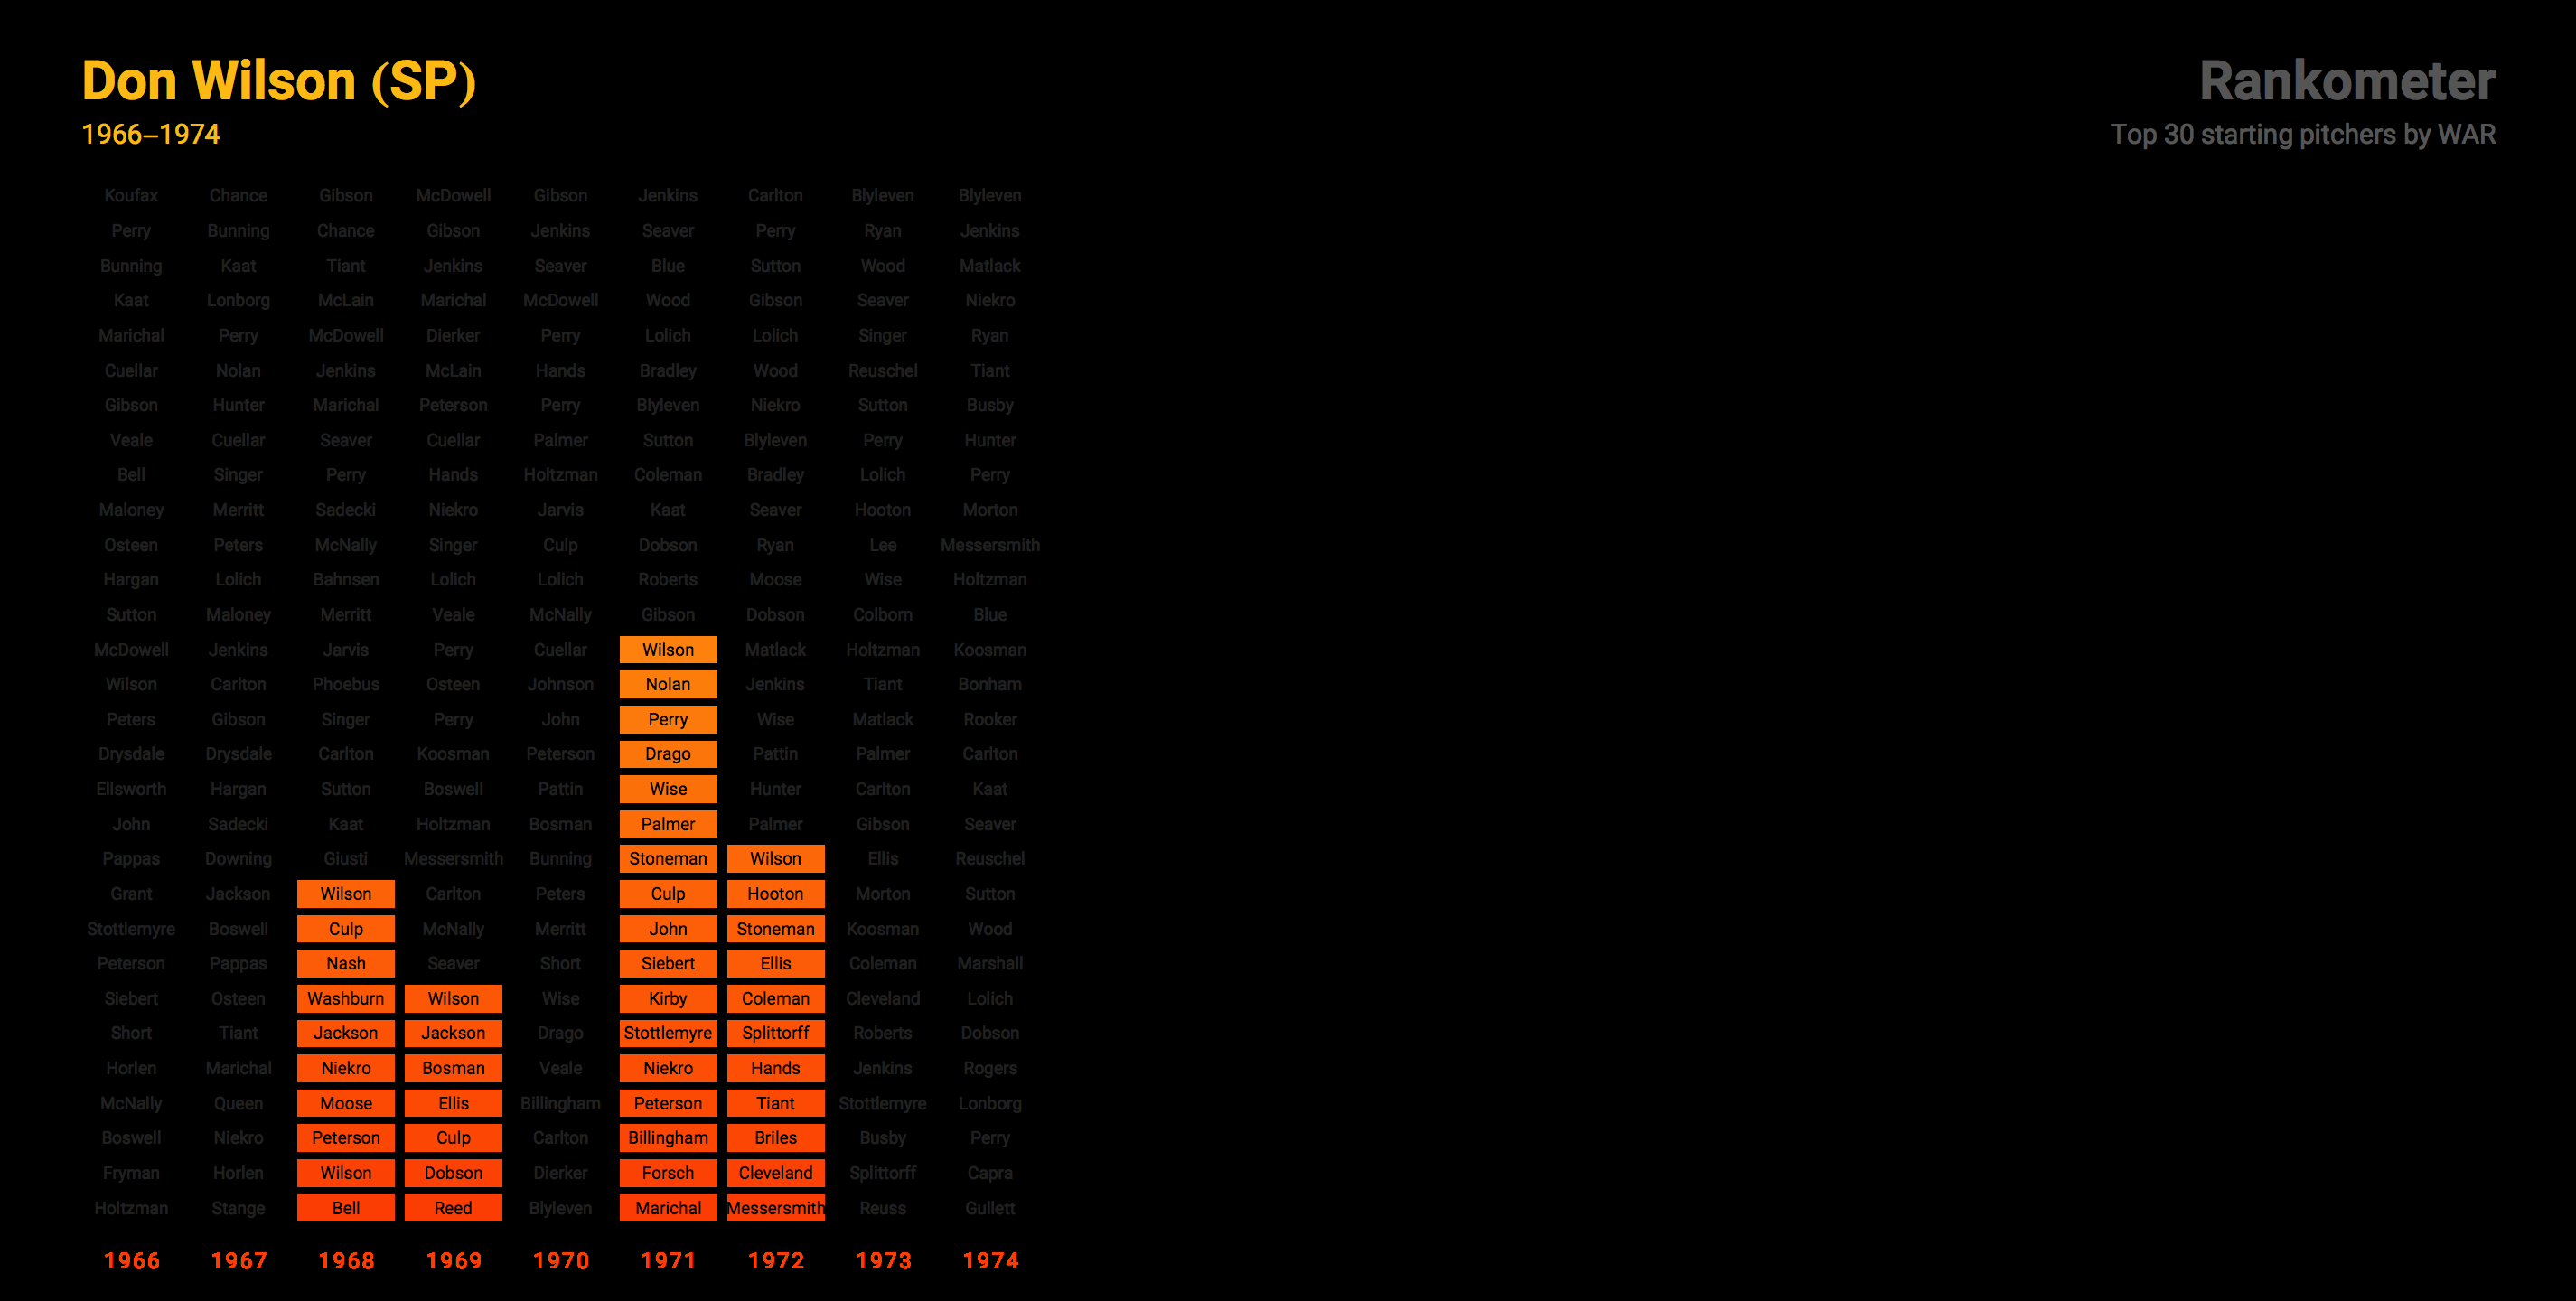 Don Wilson (SP)
1966–1974
Rankometer
Top 30 starting pitchers by WAR
Koufax Chance Gibson McDowell Gibson Jenkins Carlton Blyleven Blyleven
Perry Bunning Chance Gibson Jenkins Seaver Perry Ryan Jenkins
Bunning Kaat Tiant Jenkins Seaver Blue Sutton Wood Matlack
Kaat Lonborg McLain Marichal McDowell Wood Gibson Seaver Niekro
Marichal Perry McDowell Dierker Perry Lolich Lolich Singer Ryan
Cuellar Nolan Jenkins McLain Hands Bradley Wood Reuschel Tiant
Gibson Hunter Marichal Peterson Perry Blyleven Niekro Sutton Busby
Veale Cuellar Seaver Cuellar Palmer Sutton Blyleven Perry Hunter
Bell Singer Perry Hands Holtzman Coleman Bradley Lolich Perry
Maloney Merritt Sadecki Niekro Jarvis Kaat Seaver Hooton Morton
Osteen Peters McNally Singer Culp Dobson Ryan Lee Messersmith
Hargan Lolich Bahnsen Lolich Lolich Roberts Moose Wise Holtzman
Sutton Maloney Merritt Veale McNally Gibson Dobson Colborn Blue
McDowell Jenkins Jarvis Perry Cuellar Wilson Matlack Holtzman Koosman
Wilson Carlton Phoebus Osteen Johnson Nolan Jenkins Tiant Bonham
Peters Gibson Singer Perry John Perry Wise Matlack Rooker
Drysdale Drysdale Carlton Koosman Peterson Drago Pattin Palmer Carlton
Ellsworth Hargan Sutton Boswell Pattin Wise Hunter Carlton Kaat
John Sadecki Kaat Holtzman Bosman Palmer Palmer Gibson Seaver
Pappas Downing Giusti Messersmith Bunning Stoneman Wilson Ellis Reuschel
Grant Jackson Wilson Carlton Peters Culp Hooton Morton Sutton
Stottlemyre Boswell Culp McNally Merritt John Stoneman Koosman Wood
Peterson Pappas Nash Seaver Short Siebert Ellis Coleman Marshall
Siebert Osteen Washburn Wilson Wise Kirby Coleman Cleveland Lolich
Short Tiant Jackson Jackson Drago Stottlemyre Splittorff Roberts Dobson
Horlen Marichal Niekro Bosman Veale Niekro Hands Jenkins Rogers
McNally Queen Moose Ellis Billingham Peterson Tiant Stottlemyre Lonborg
Boswell Niekro Peterson Culp Carlton Billingham Briles Busby Perry
Fryman Horlen Wilson Dobson Dierker Forsch Cleveland Splittorff Capra
Holtzman Stange Bell Reed Blyleven Marichal Messersmith Reuss Gullett
1966 1967 1968 1969 1970 1971 1972 1973 1974